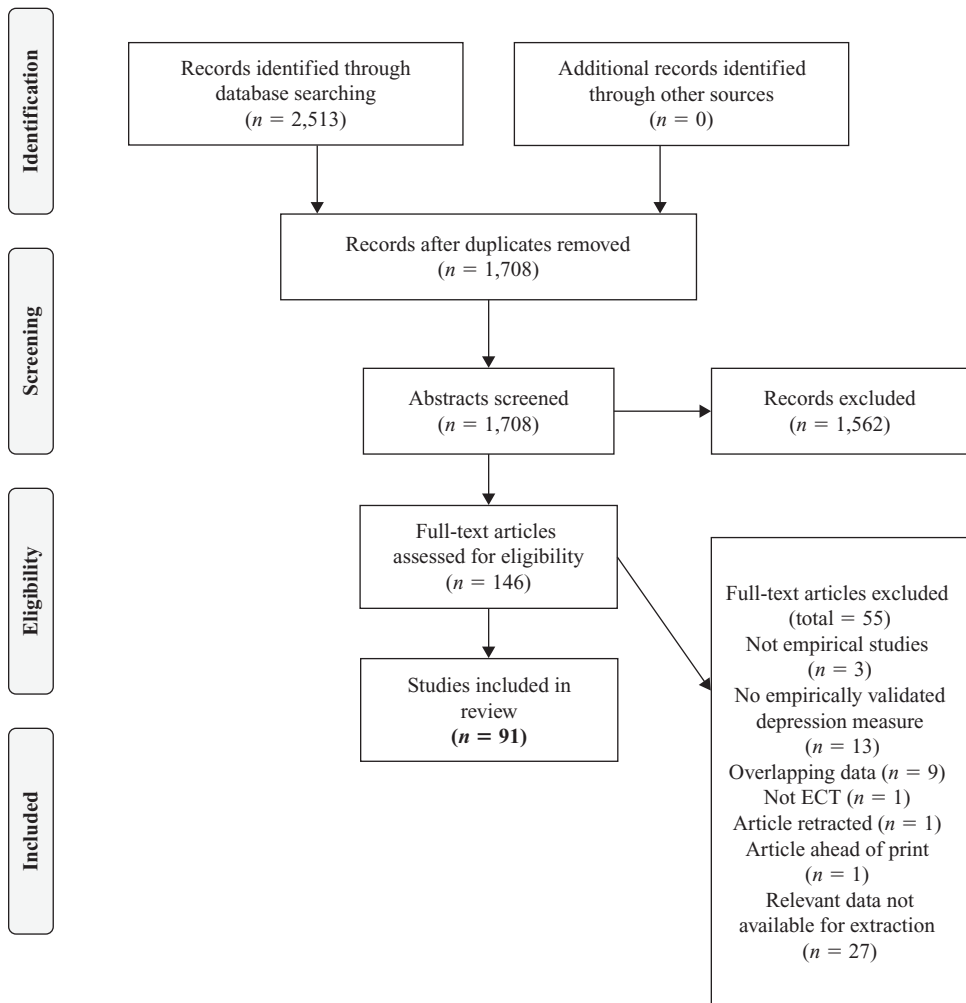 Identification
Records identified through
database searching
(n = 2,513)
Additional records identified
through other sources
(n = 0)
Records after duplicates removed
(n = 1,708)
Screening
Abstracts screened
(n = 1,708)
Records excluded
(n = 1,562)
Eligibility
Full-text articles
assessed for eligibility
(n = 146)
Full-text articles excluded
(total = 55)
Not empirical studies
(n = 3)
No empirically validated
depression measure
(n = 13)
Overlapping data (n = 9)
Not ECT (n = 1)
Article retracted (n = 1)
Article ahead of print
(n = 1)
Relevant data not
available for extraction
(n = 27)
Studies included in
review
(n = 91)
Included